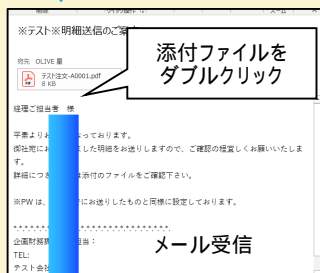 ※テスト※明細送信のご案
添付ファイルを
ダブルクリック
宛先 OLIVE 星
テスト注文-A0001.pdf
8 KB
経理ご担当者 様
平素よりお なっております。
御社宛にお した明細をお送りしますので、ご確認の程宜しくお願いいたしま
す。
詳細につき は添付のファイルをご確認下さい。
※PW は、 にお送りしたものと同様に設定しております。
企画財務 担当：
メール受信
TEL:
テスト会社